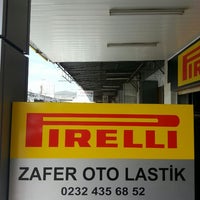 PIRELLI
ZAFER OTO LASTİK
0232 435 68 52